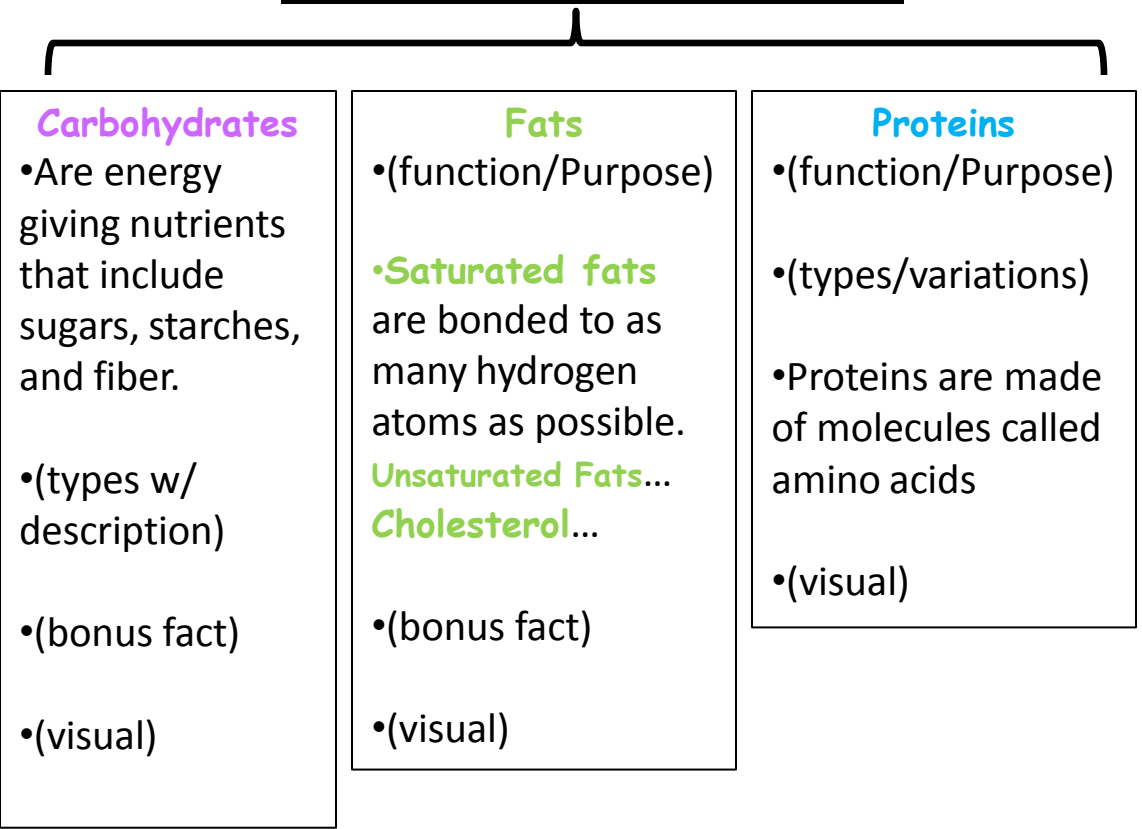 Carbohydrates
•Are energy
giving nutrients
that include
sugars, starches,
and fiber.
•(types w/
description)
•(bonus fact)
•(visual)
Fats
•(function/Purpose)
•Saturated fats
are bonded to as
many hydrogen
atoms as possible.
Unsaturated Fats...
Cholesterol...
•(bonus fact)
•(visual)
Proteins
•(function/Purpose)
•(types/variations)
•Proteins are made
of molecules called
amino acids
•(visual)